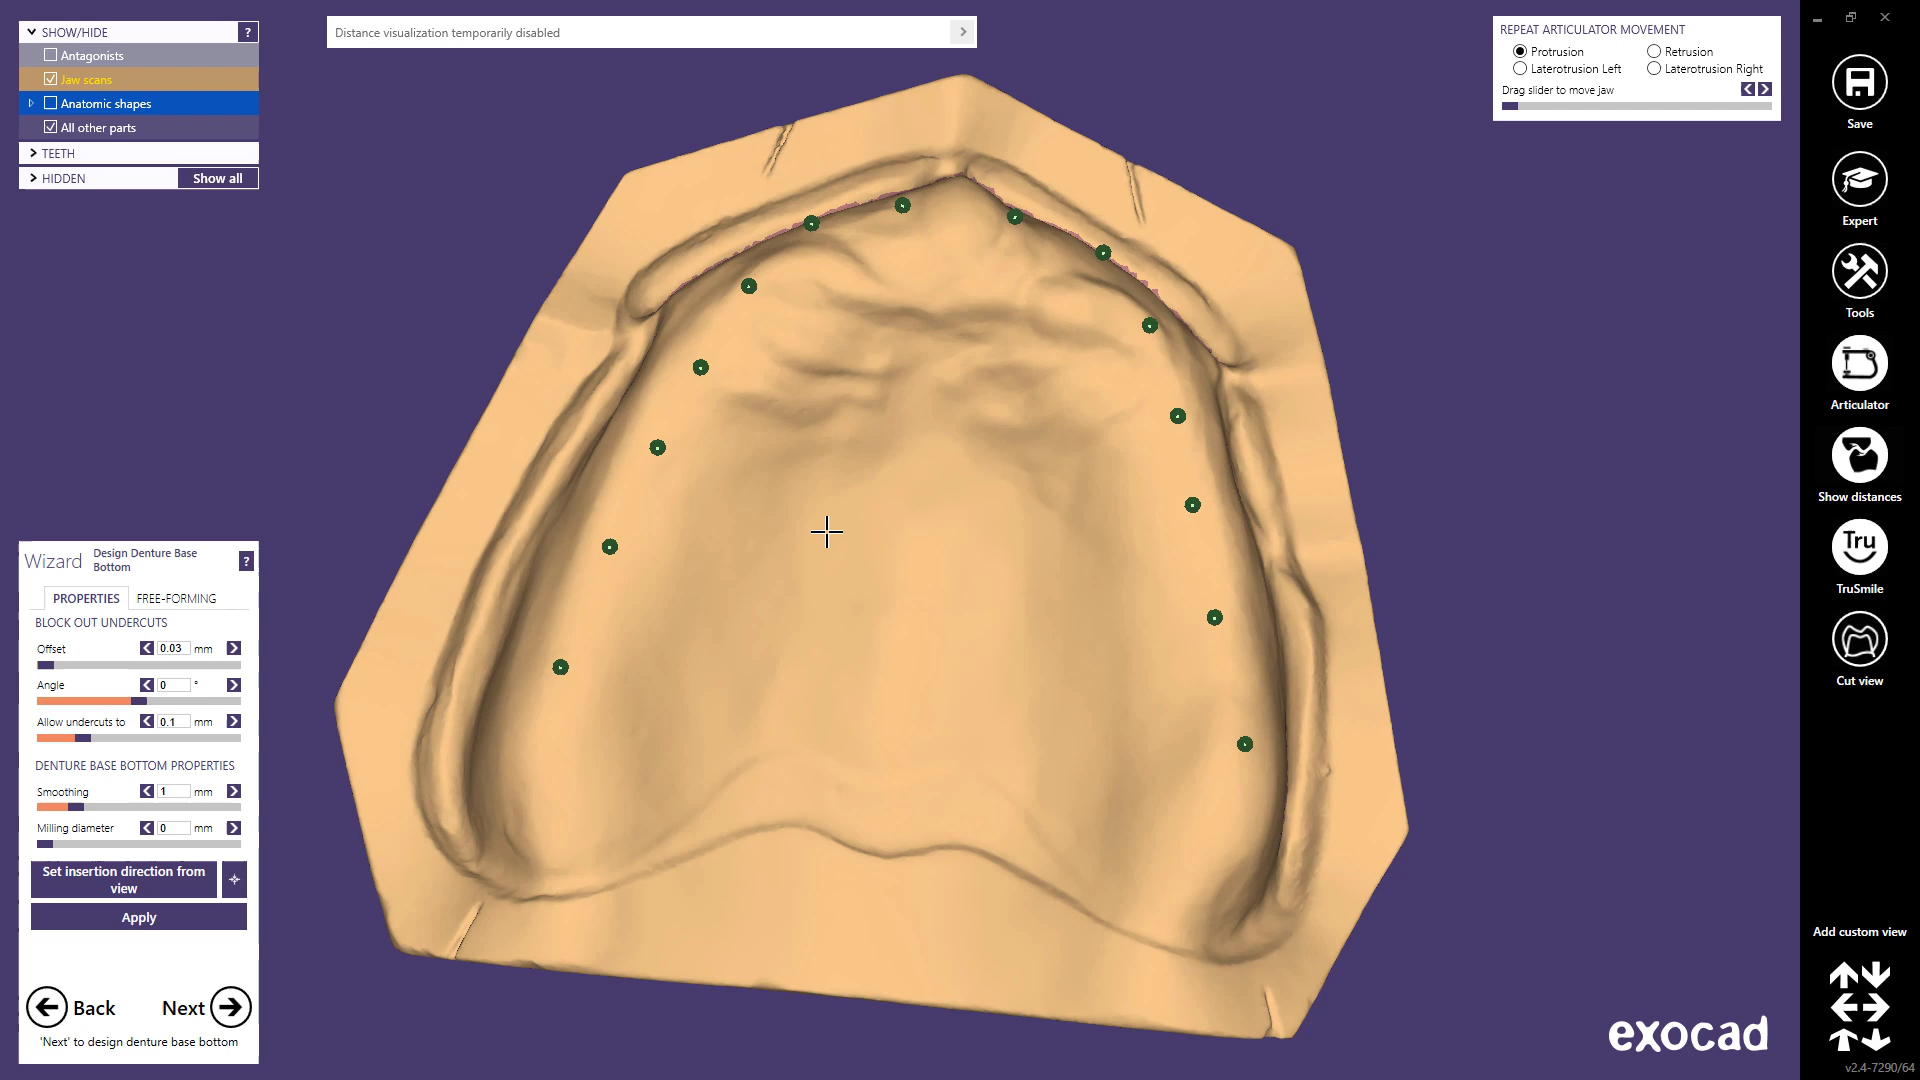 SHOW/HIDE ?
Antagonists
Jaw scans
Anatomic shapes
All other parts
TEETH
HIDDEN Show all
Distance visualization temporarily disabled
REPEAT ARTICULATOR MOVEMENT
Protrusion Retrusion
Laterotrusion Left Laterotrusion Right
Drag slider to move jaw
Save
Expert
Tools
Articulator
Show distances
Tru
TruSmile
Cut view
Wizard Design Denture Base Bottom ?
PROPERTIES FREE-FORMING
BLOCK OUT UNDERCUTS
Offset 0.03 mm
Angle 0 °
Allow undercuts to 0.1 mm
DENTURE BASE BOTTOM PROPERTIES
Smoothing 1 mm
Milling diameter 0 mm
Set insertion direction from
view
Apply
Back Next
'Next' to design denture base bottom
Add custom view
exocad
v2.4-7290/64